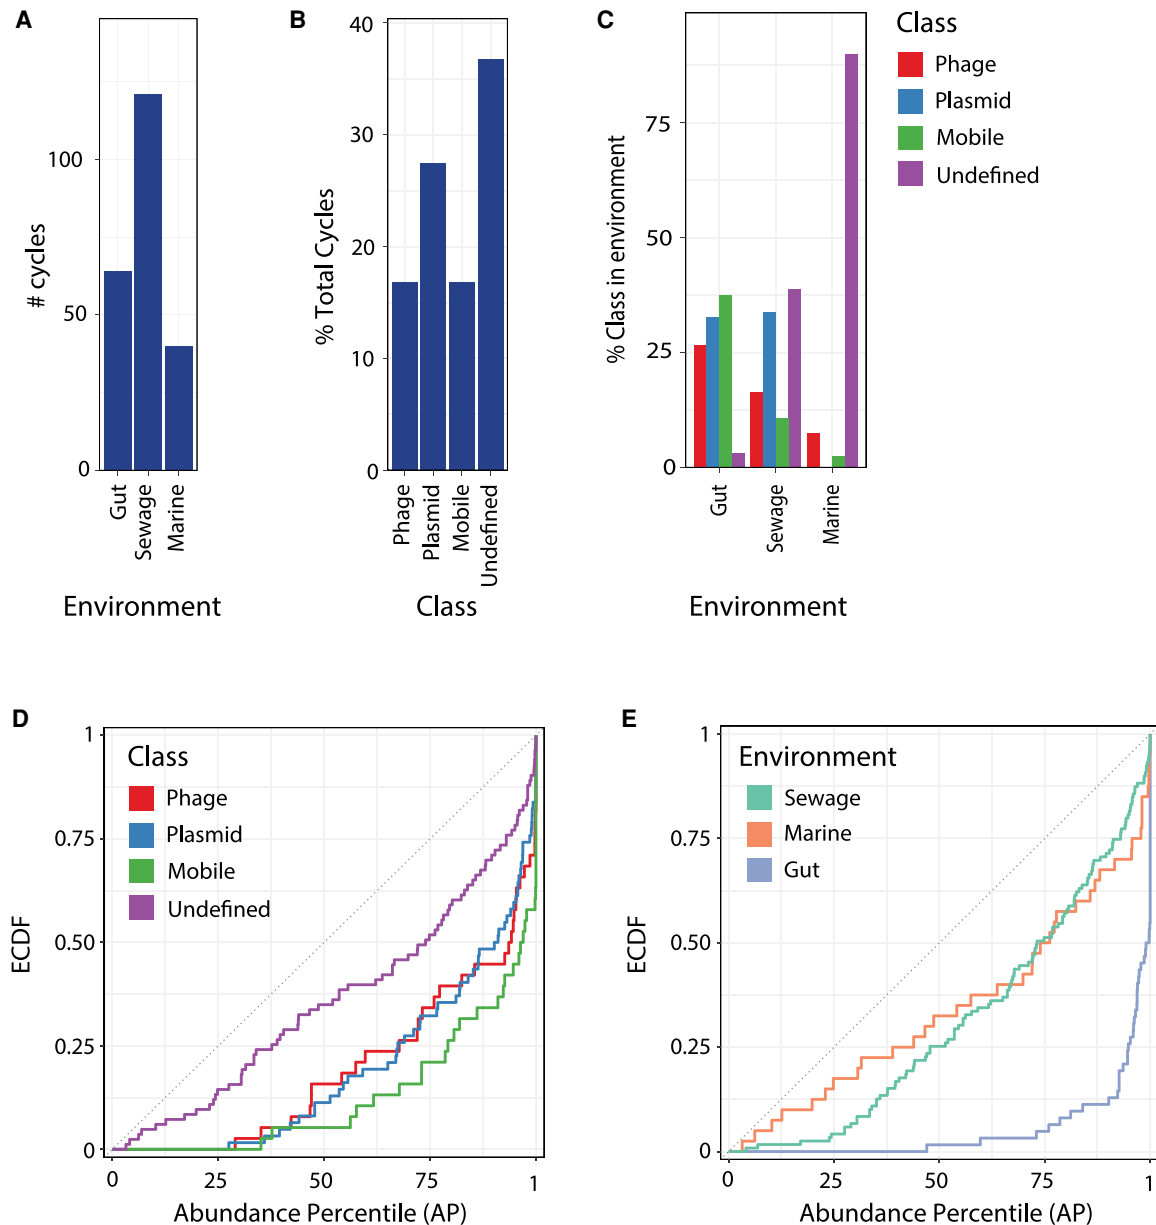 A
# cycles
100
50
0
Gut
Sewage
Marine
Environment
B
% Total Cycles
40
30
20
10
0
Phage
Plasmid
Mobile
Undefined
Class
C
% Class in environment
75
50
25
0
Gut
Sewage
Marine
Environment
Class
Phage
Plasmid
Mobile
Undefined
D
ECDF
1
0.75
0.50
0.25
0
Class
Phage
Plasmid
Mobile
Undefined
0
25
50
75
1
Abundance Percentile (AP)
E
ECDF
1
0.75
0.50
0.25
0
Environment
Sewage
Marine
Gut
0
25
50
75
1
Abundance Percentile (AP)